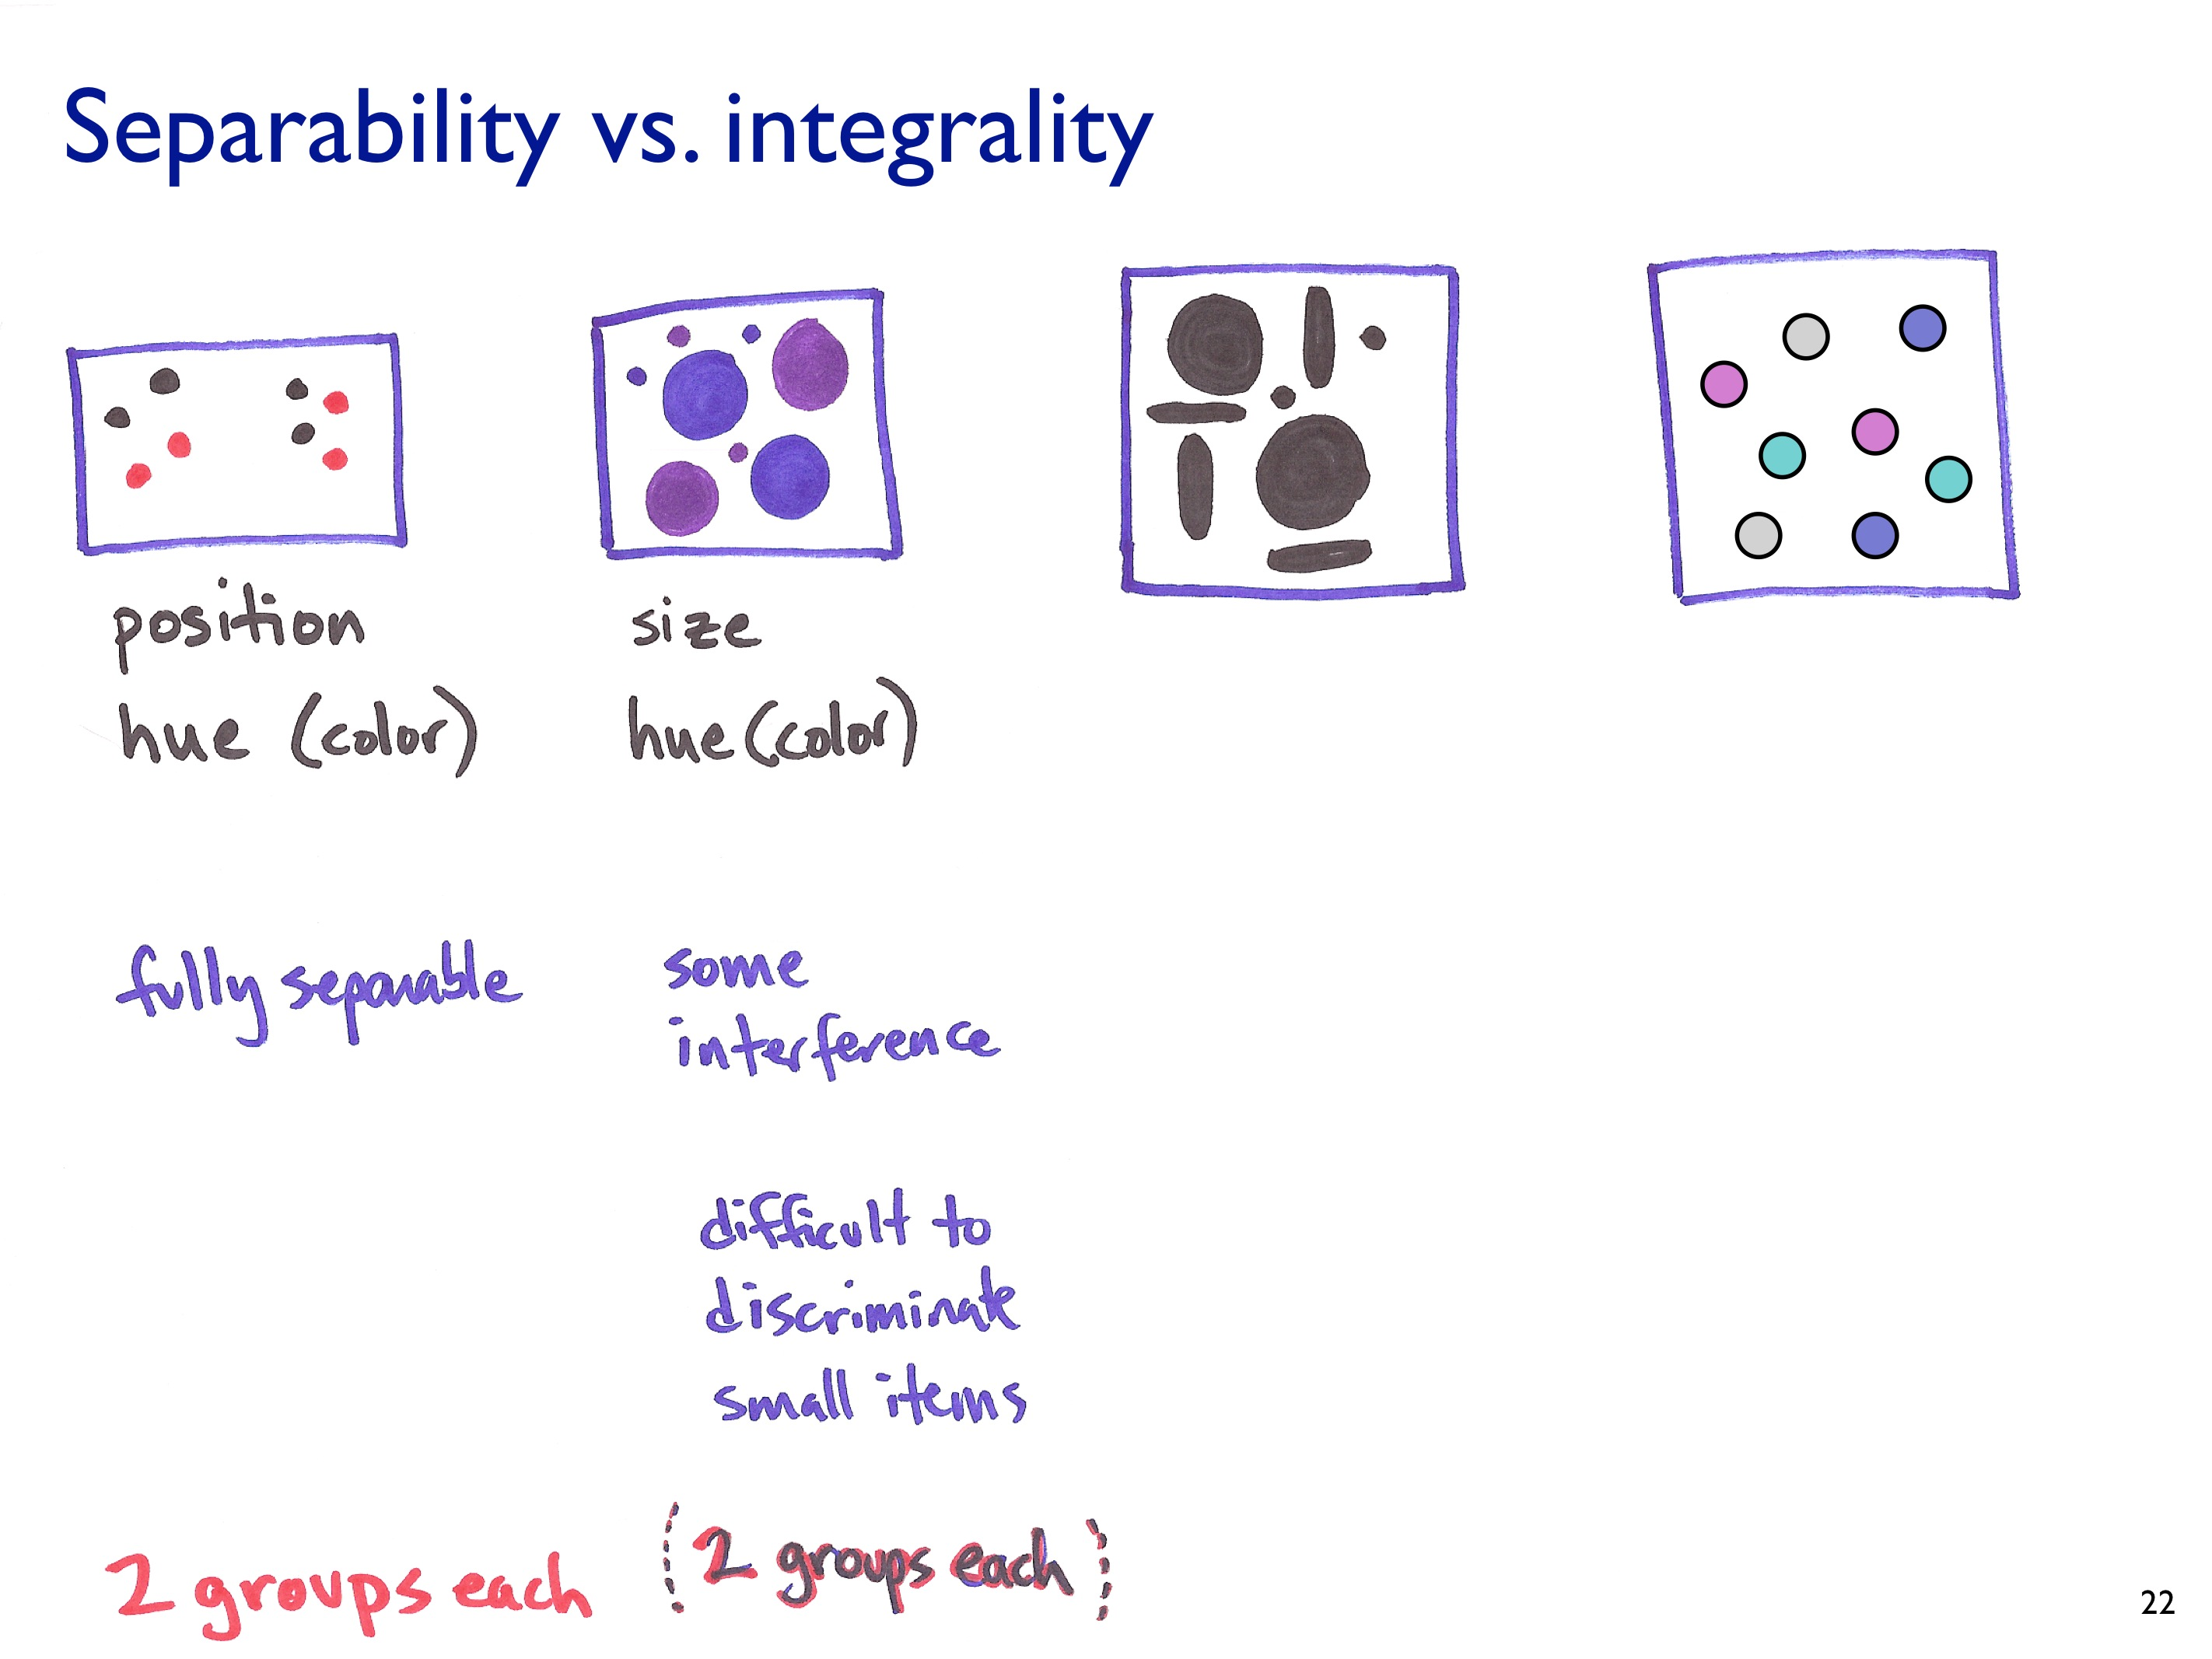 Separability vs. integrality
position
hue (color)
size
hue (color)
fully separable
some
interference
difficult to
discriminate
small items
2 groups each
(2 groups each)
22